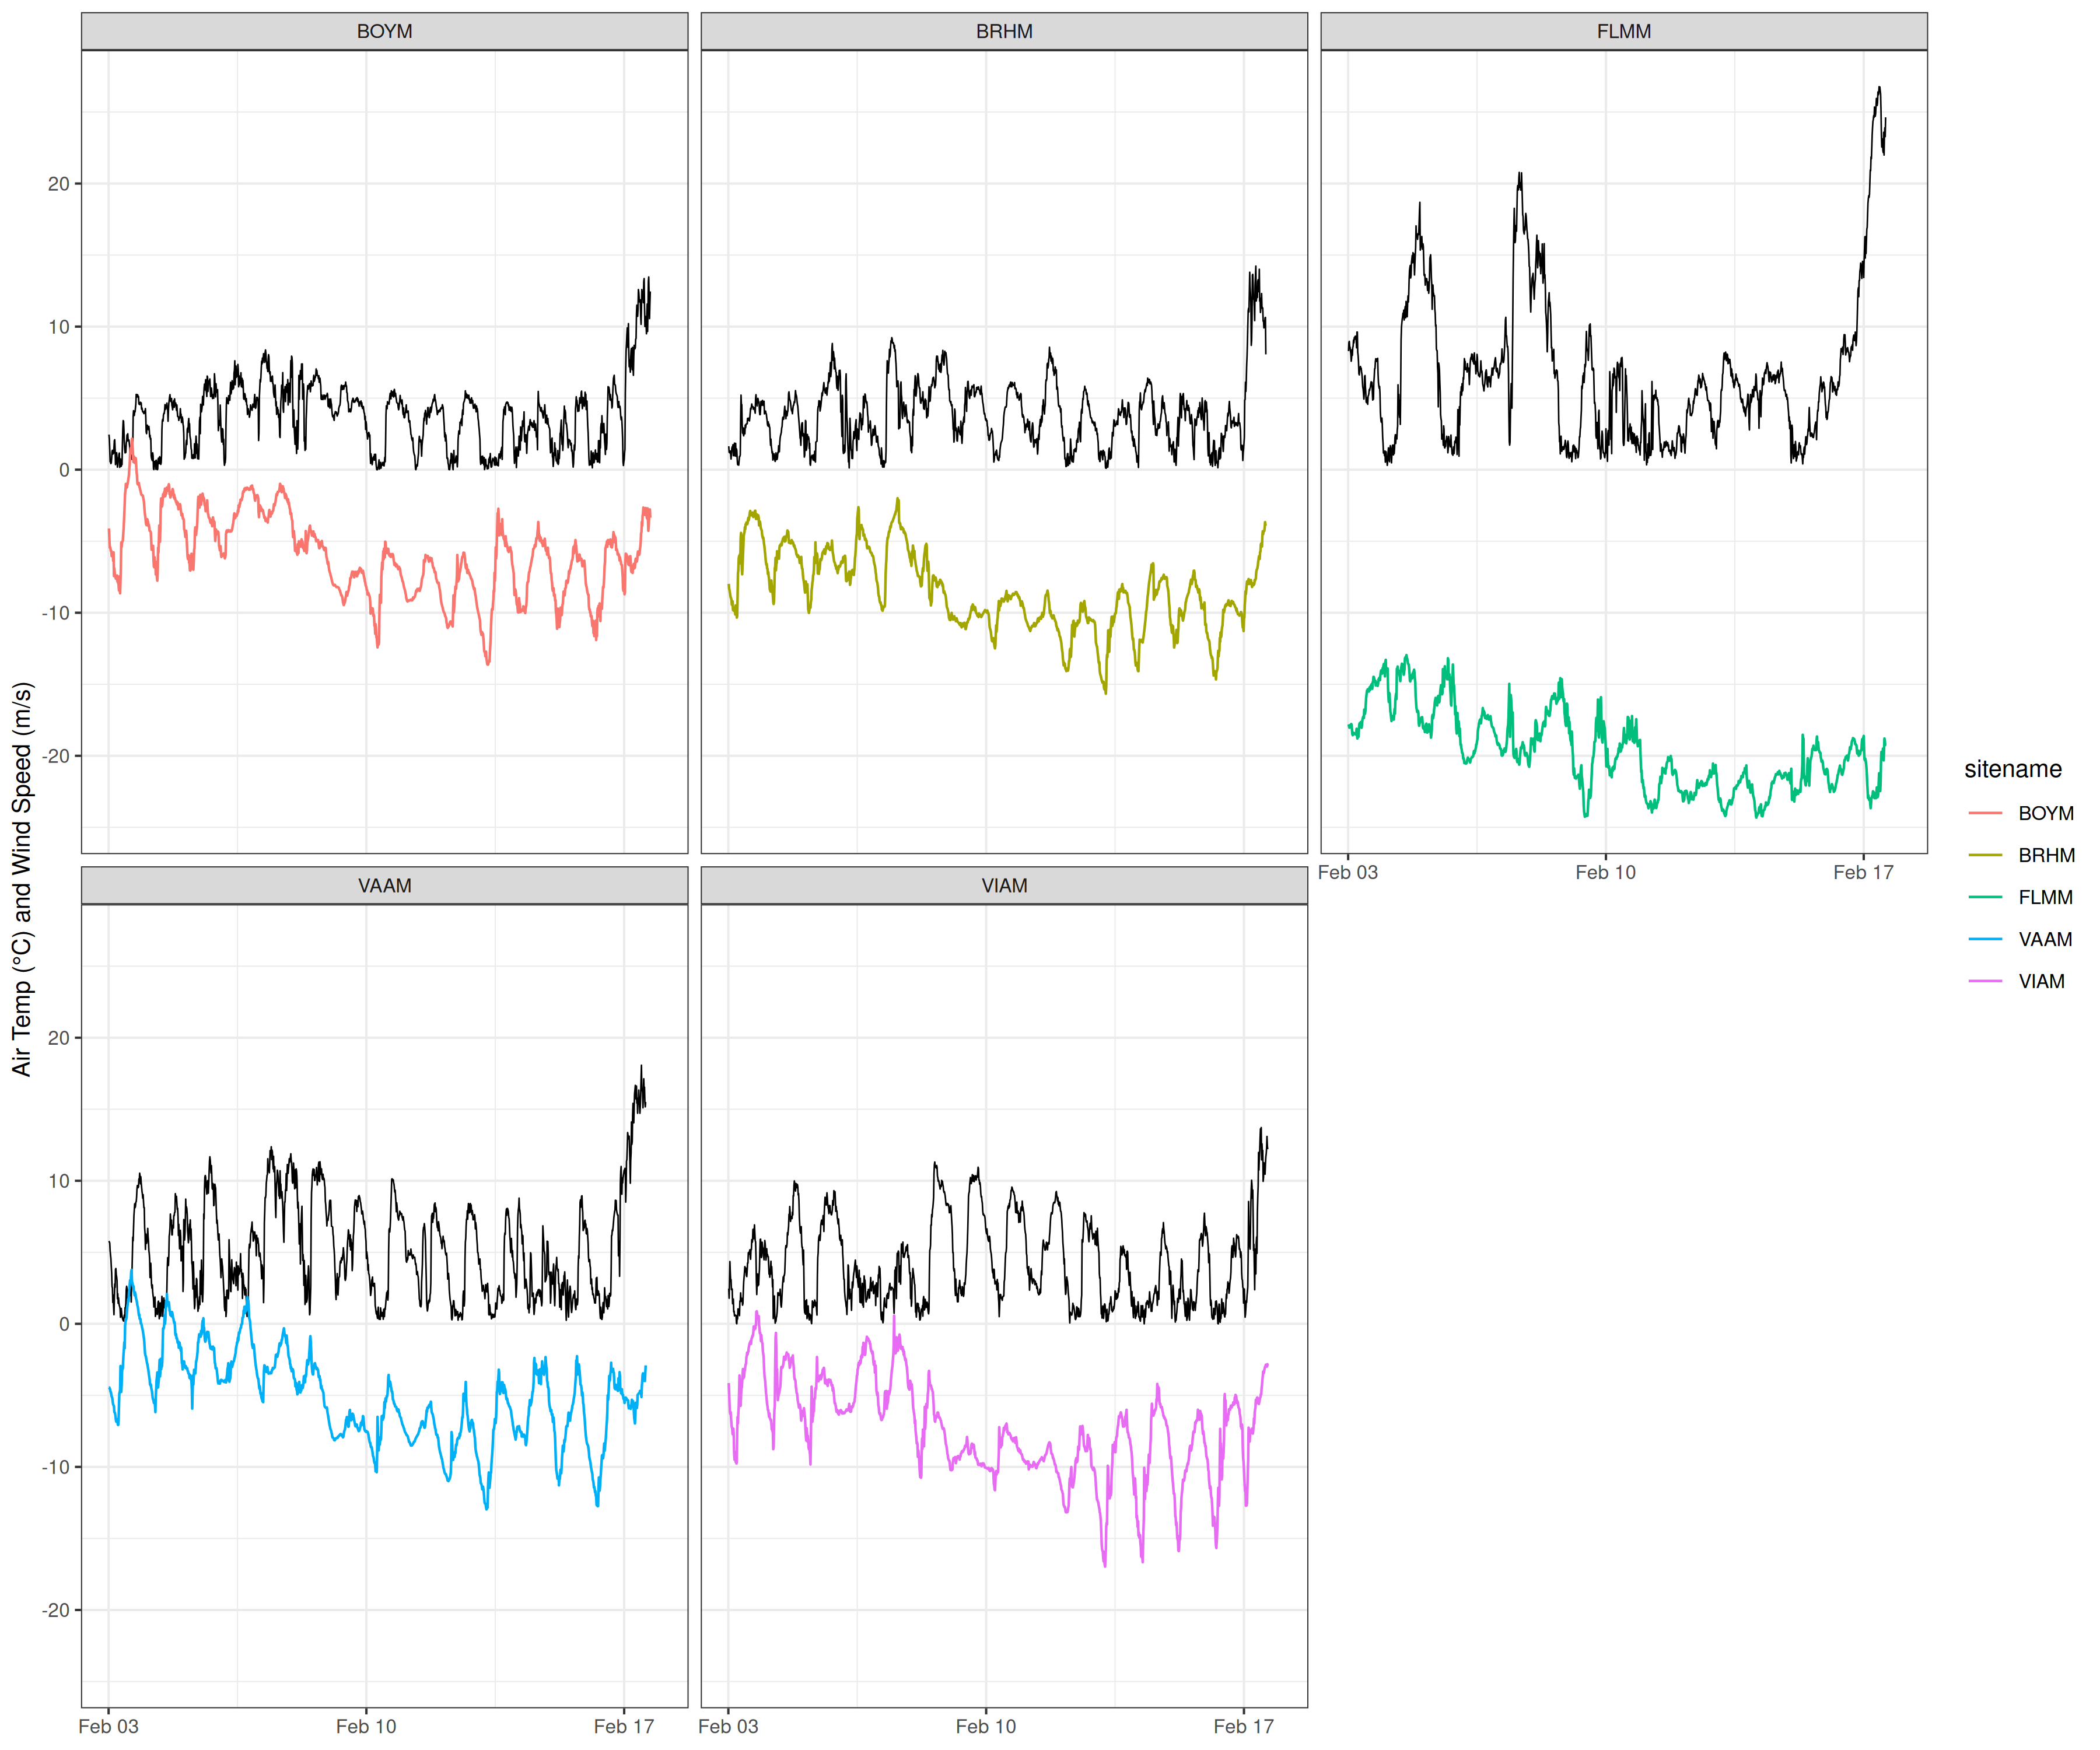 BOYM
BRHM
FLMM
20
10
0
-10
-20
Feb 03
Feb 10
Feb 17
VAAM
VIAM
20
10
0
-10
-20
Feb 03
Feb 10
Feb 17
Feb 03
Feb 10
Feb 17
Air Temp (°C) and Wind Speed (m/s)
sitename
BOYM
BRHM
FLMM
VAAM
VIAM